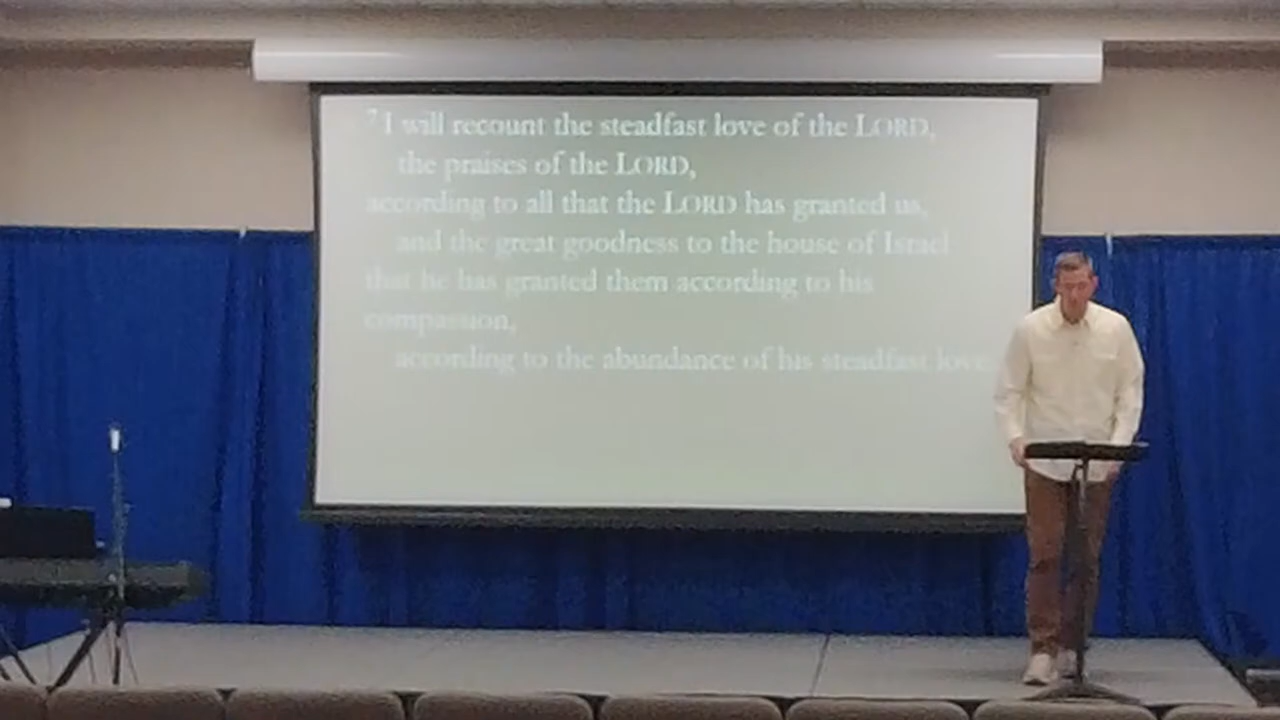 7 I will recount the steadfast love of the LORD,
the praises of the LORD,
according to all that the LORD has granted us,
and the great goodness to the house of Israel
that he has granted them according to his
compassion,
according to the abundance of his steadfast love.